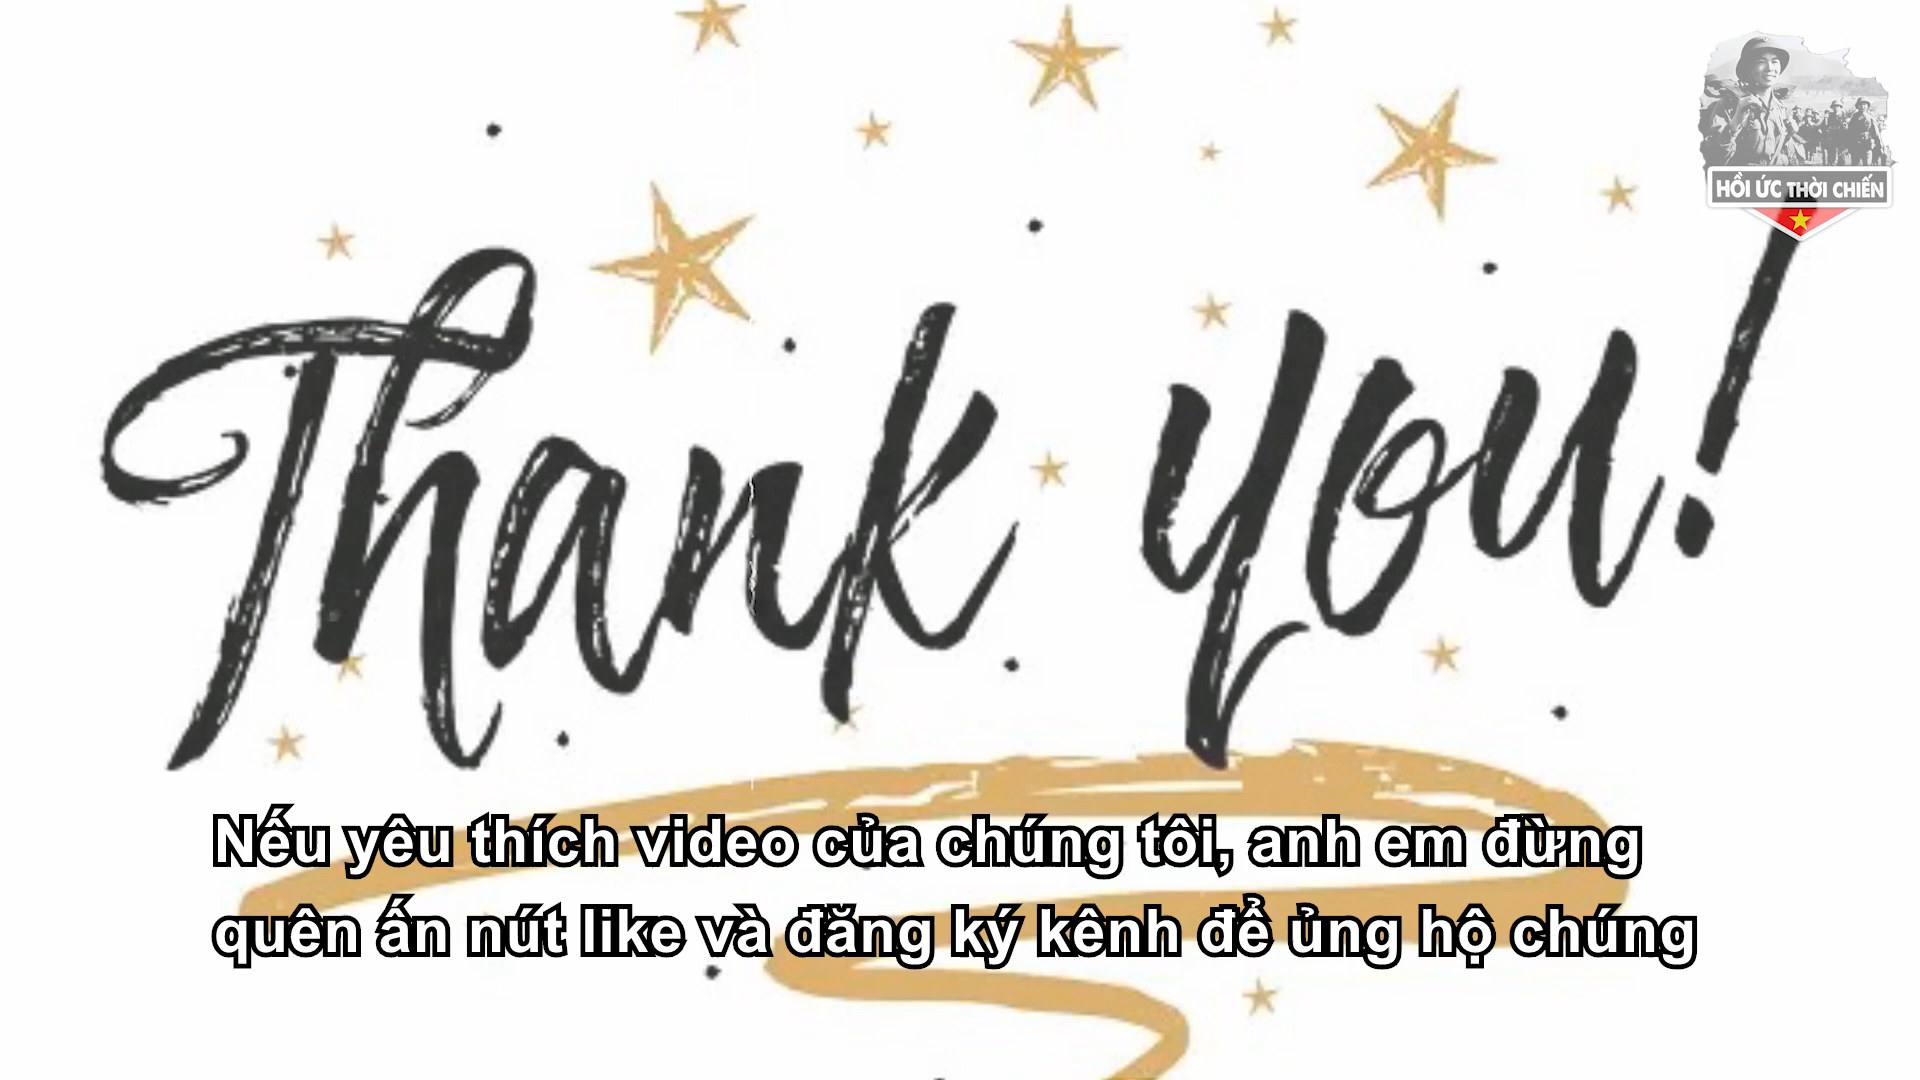 HỒI ỨC THỜI CHIẾN
Thank you!
Nếu yêu thích video của chúng tôi, anh em đừng
quên ấn nút like và đăng ký kênh để ủng hộ chúng